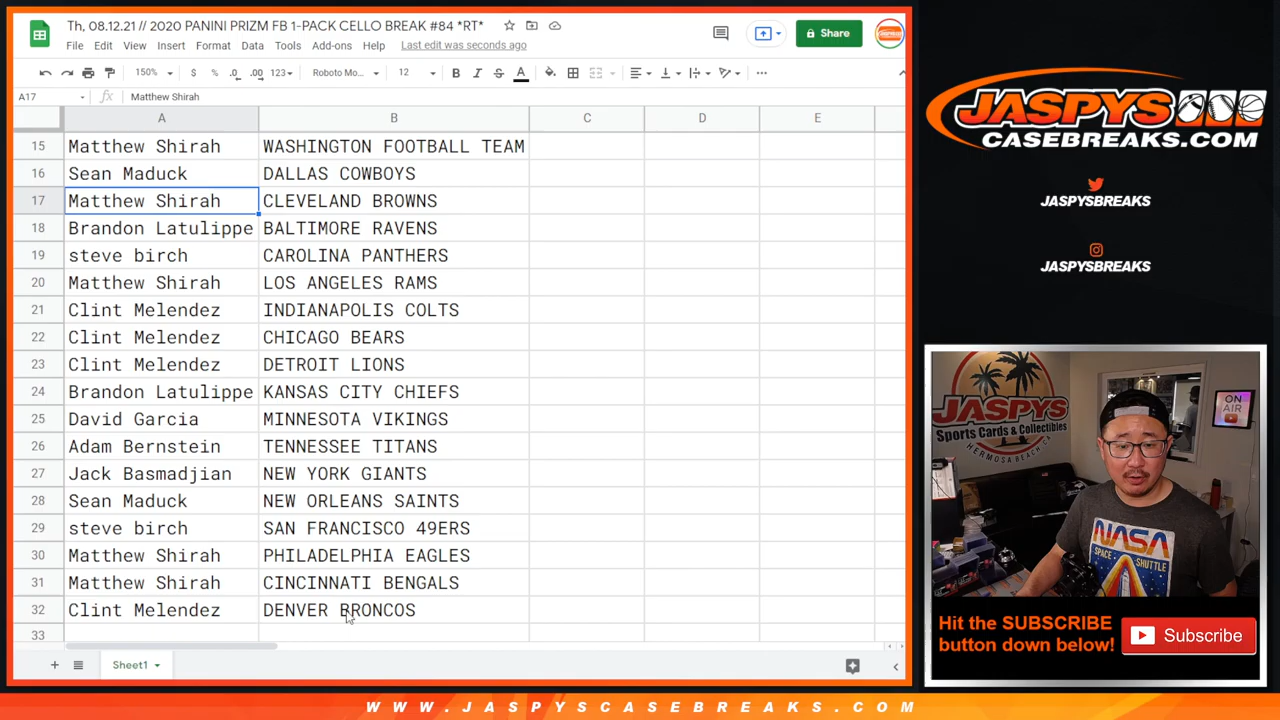 Th, 08.12.21 // 2020 PANINI PRIZM FB 1-PACK CELLO BREAK #84 *RT*
File Edit View Insert Format Data Tools Add-ons Help Last edit was seconds ago
Share
150% $ % .0 .00 123 Roboto Mo... 12 B I S A
A17 fx Matthew Shirah
A B C D E
15 Matthew Shirah WASHINGTON FOOTBALL TEAM
16 Sean Maduck DALLAS COWBOYS
17 Matthew Shirah CLEVELAND BROWNS
18 Brandon Latulippe BALTIMORE RAVENS
19 steve birch CAROLINA PANTHERS
20 Matthew Shirah LOS ANGELES RAMS
21 Clint Melendez INDIANAPOLIS COLTS
22 Clint Melendez CHICAGO BEARS
23 Clint Melendez DETROIT LIONS
24 Brandon Latulippe KANSAS CITY CHIEFS
25 David Garcia MINNESOTA VIKINGS
26 Adam Bernstein TENNESSEE TITANS
27 Jack Basmadjian NEW YORK GIANTS
28 Sean Maduck NEW ORLEANS SAINTS
29 steve birch SAN FRANCISCO 49ERS
30 Matthew Shirah PHILADELPHIA EAGLES
31 Matthew Shirah CINCINNATI BENGALS
32 Clint Melendez DENVER BRONCOS
33
Sheet1
JASPYS
CASEBREAKS.COM
JASPYSBREAKS
JASPYSBREAKS
JASPYS
Sports Cards & Collectibles
HERMOSA BEACH
ON
AIR
NASA
SPACE SHUTTLE
Hit the SUBSCRIBE
button down below!
Subscribe
WWW.JASPYSCASEBREAKS.COM